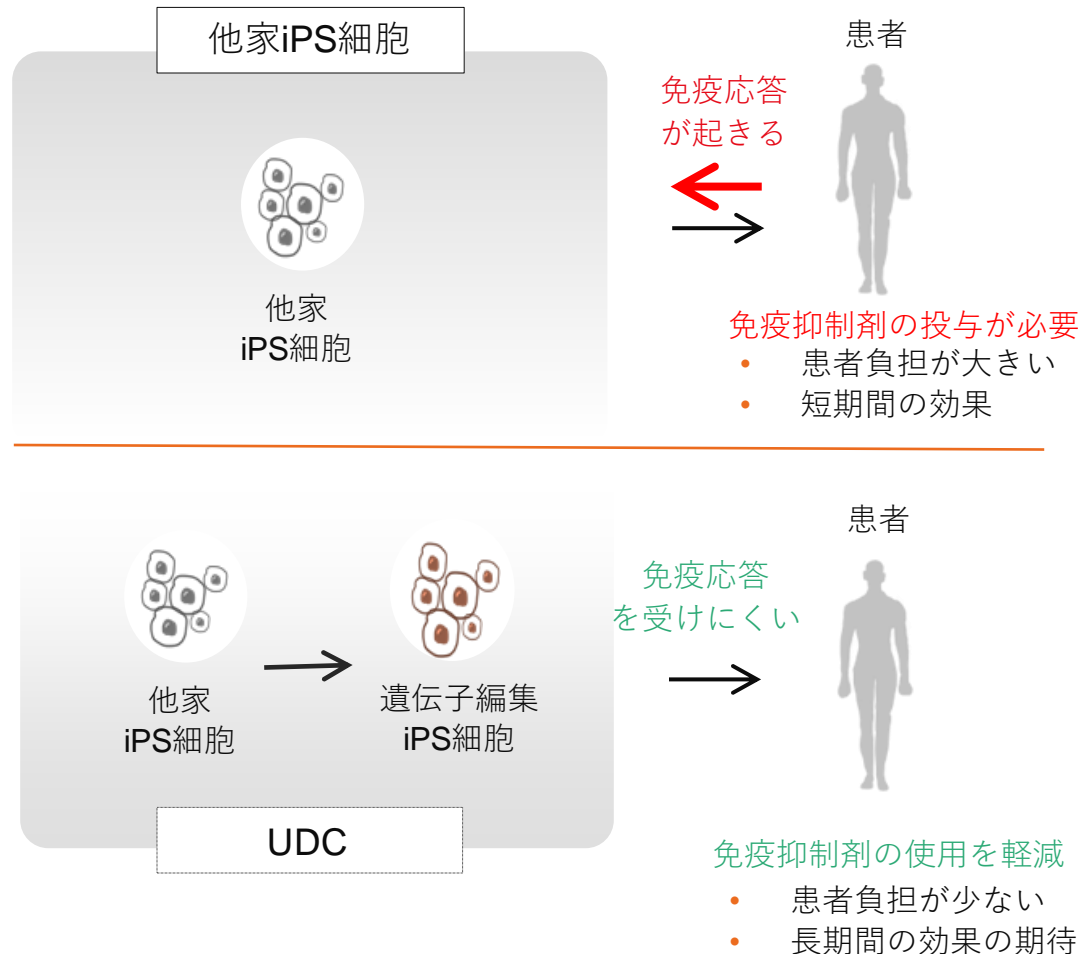 他家iPS細胞
患者
免疫応答
が起きる
他家
iPS細胞
免疫抑制剤の投与が必要
• 患者負担が大きい
• 短期間の効果
患者
免疫応答
を受けにくい
他家
iPS細胞
遺伝子編集
iPS細胞
UDC
免疫抑制剤の使用を軽減
• 患者負担が少ない
• 長期間の効果の期待